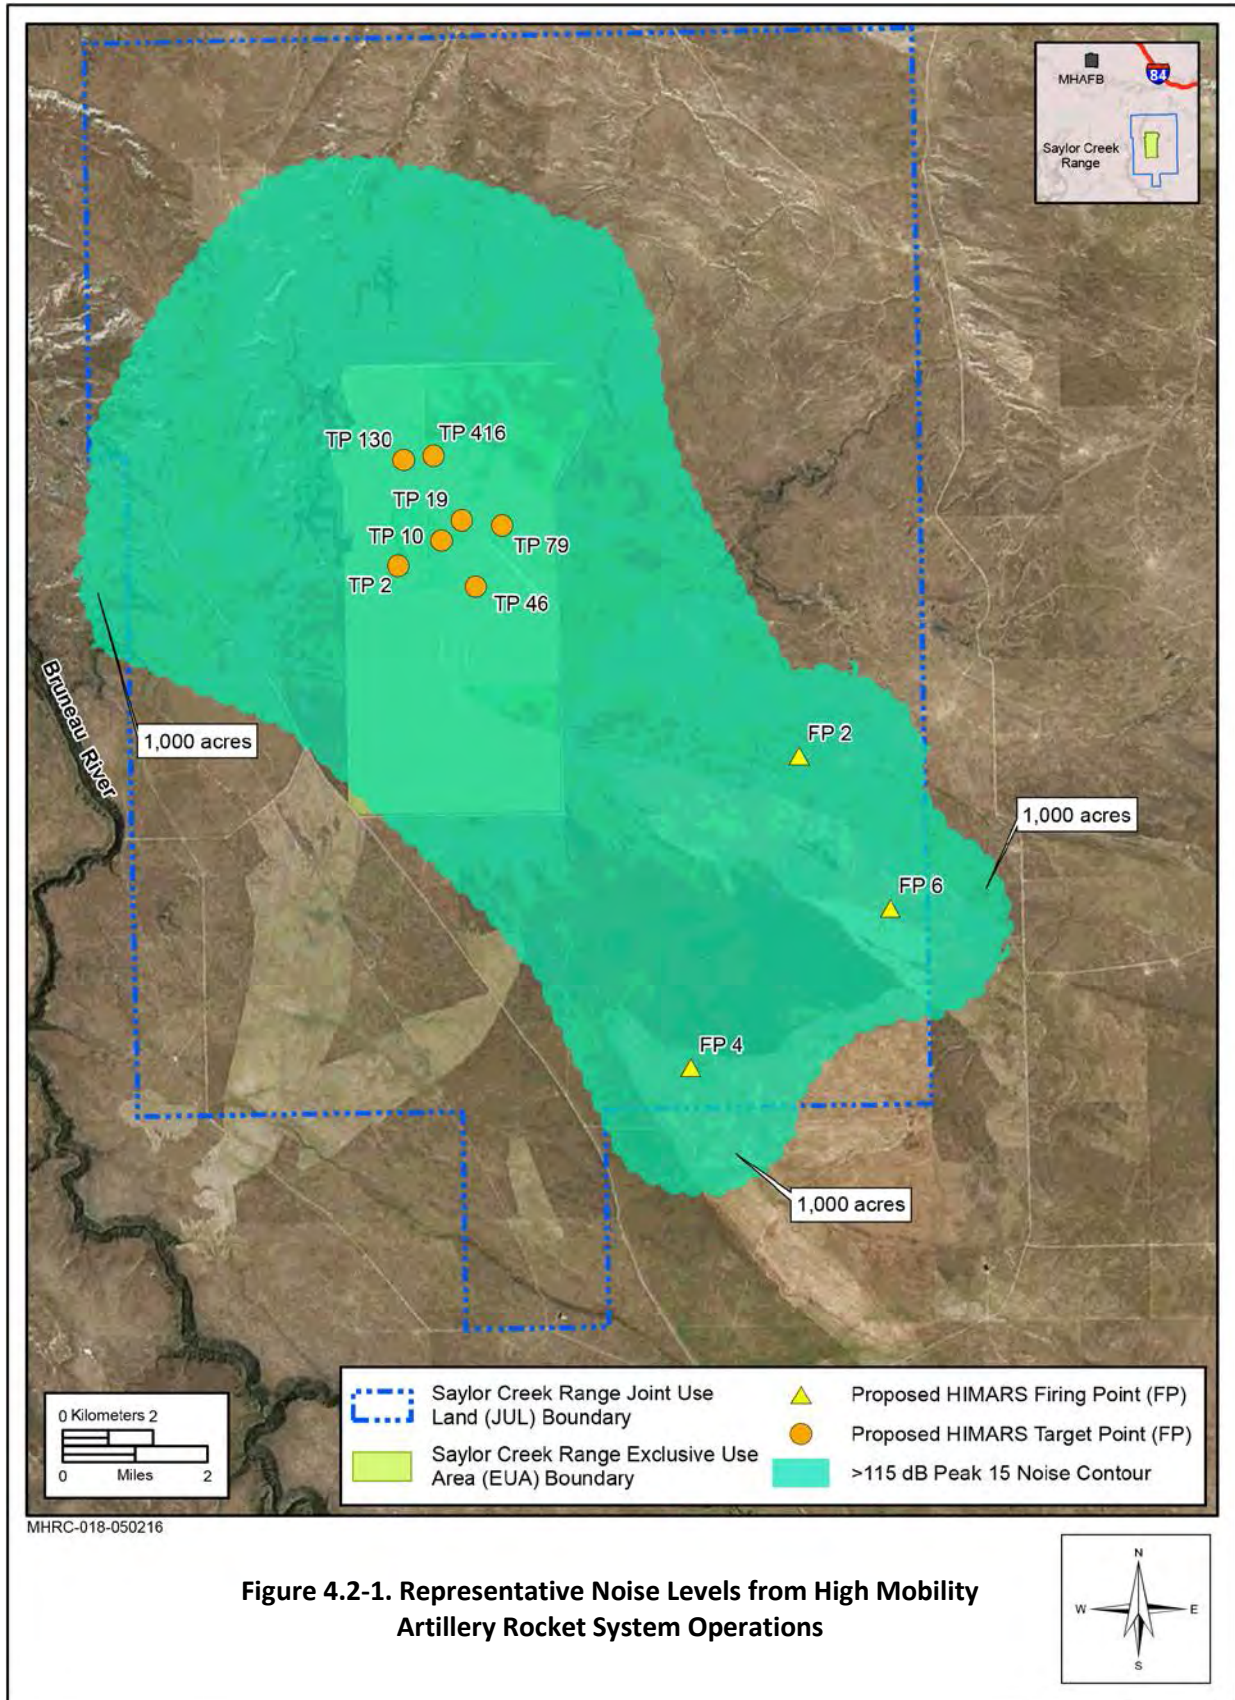 MHAFB
84
Saylor Creek
Range
TP 130
TP 416
TP 19
TP 10
TP 79
TP 2
TP 46
Bruneau River
1,000 acres
FP 2
1,000 acres
FP 6
FP 4
1,000 acres
0 Kilometers 2
0 Miles 2
Saylor Creek Range Joint Use
Land (JUL) Boundary
Saylor Creek Range Exclusive Use
Area (EUA) Boundary
Proposed HIMARS Firing Point (FP)
Proposed HIMARS Target Point (FP)
>115 dB Peak 15 Noise Contour
MHRC-018-050216
Figure 4.2-1. Representative Noise Levels from High Mobility
Artillery Rocket System Operations
N
W E
S